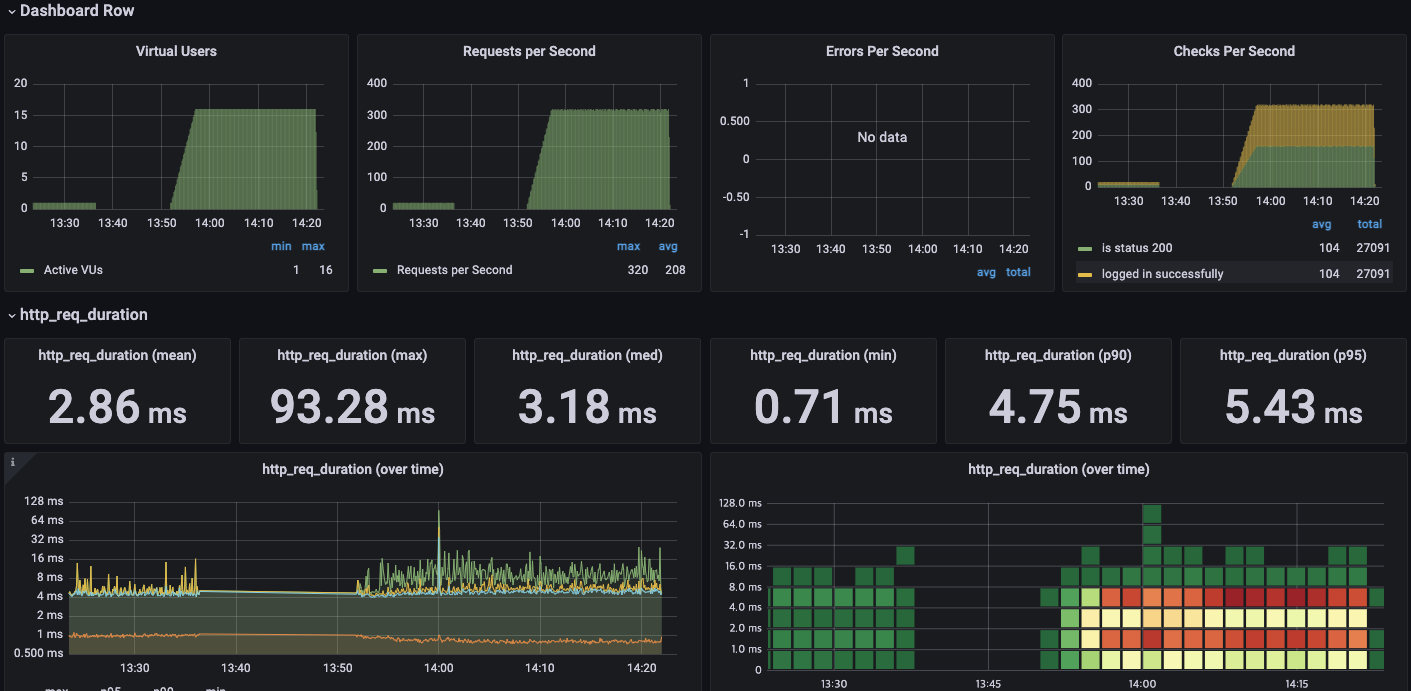 Dashboard Row
Virtual Users
20
15
10
5
0
13:30 13:40 13:50 14:00 14:10 14:20
min max
Active VUs 1 16
Requests per Second
400
300
200
100
0
13:30 13:40 13:50 14:00 14:10 14:20
max avg
Requests per Second 320 208
Errors Per Second
1
0.500
0
-0.50
-1
No data
13:30 13:40 13:50 14:00 14:10 14:20
avg total
Checks Per Second
400
300
200
100
0
13:30 13:40 13:50 14:00 14:10 14:20
avg total
is status 200 104 27091
logged in successfully 104 27091
http_req_duration
http_req_duration (mean)
2.86 ms
http_req_duration (max)
93.28 ms
http_req_duration (med)
3.18 ms
http_req_duration (min)
0.71 ms
http_req_duration (p90)
4.75 ms
http_req_duration (p95)
5.43 ms
i
http_req_duration (over time)
128 ms
64 ms
32 ms
16 ms
8 ms
4 ms
2 ms
1 ms
0.500 ms
13:30 13:40 13:50 14:00 14:10 14:20
max p95 p90 min
http_req_duration (over time)
128.0 ms
64.0 ms
32.0 ms
16.0 ms
8.0 ms
4.0 ms
2.0 ms
1.0 ms
0
13:30 13:45 14:00 14:15